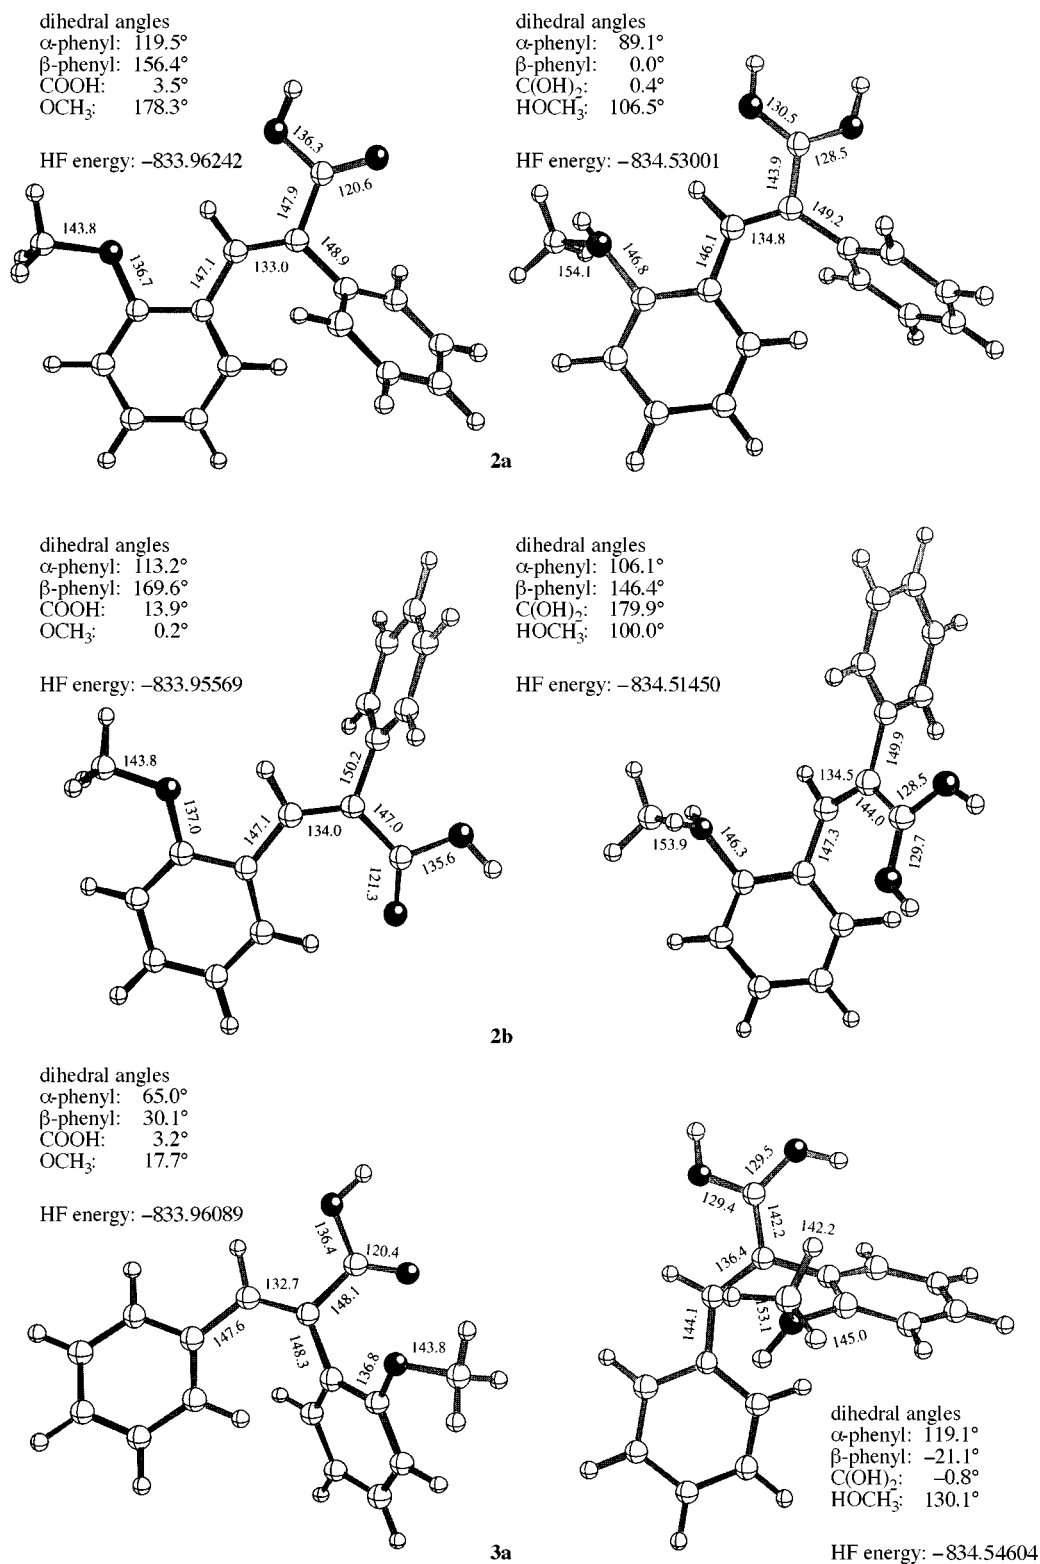 dihedral angles
α-phenyl: 119.5°
β-phenyl: 156.4°
COOH: 3.5°
OCH₃: 178.3°
HF energy: −833.96242
136.3
120.6
147.9
143.8
136.7
147.1
133.0
148.9
dihedral angles
α-phenyl: 89.1°
β-phenyl: 0.0°
C(OH)₂: 0.4°
HOCH₃: 106.5°
HF energy: −834.53001
130.5
128.5
143.9
149.2
134.8
146.1
146.8
154.1
2a
dihedral angles
α-phenyl: 113.2°
β-phenyl: 169.6°
COOH: 13.9°
OCH₃: 0.2°
HF energy: −833.95569
143.8
137.0
150.2
147.1
134.0
147.0
135.6
121.3
dihedral angles
α-phenyl: 106.1°
β-phenyl: 146.4°
C(OH)₂: 179.9°
HOCH₃: 100.0°
HF energy: −834.51450
149.9
134.5
128.5
144.0
129.7
147.3
146.3
153.9
2b
dihedral angles
α-phenyl: 65.0°
β-phenyl: 30.1°
COOH: 3.2°
OCH₃: 17.7°
HF energy: −833.96089
136.4
120.4
132.7
148.1
147.6
148.3
136.8
143.8
129.5
129.4
142.2
142.2
136.4
144.1
153.1
145.0
dihedral angles
α-phenyl: 119.1°
β-phenyl: −21.1°
C(OH)₂: −0.8°
HOCH₃: 130.1°
HF energy: −834.54604
3a